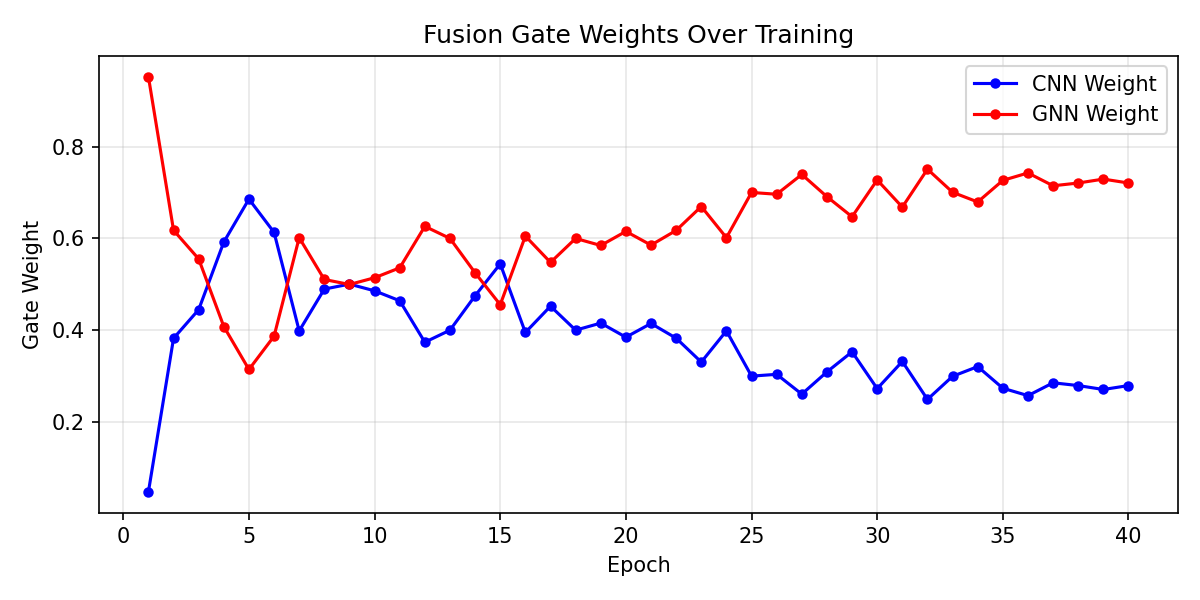 Fusion Gate Weights Over Training
CNN Weight
GNN Weight
0.8
0.6
0.4
0.2
Gate Weight
0 5 10 15 20 25 30 35 40
Epoch